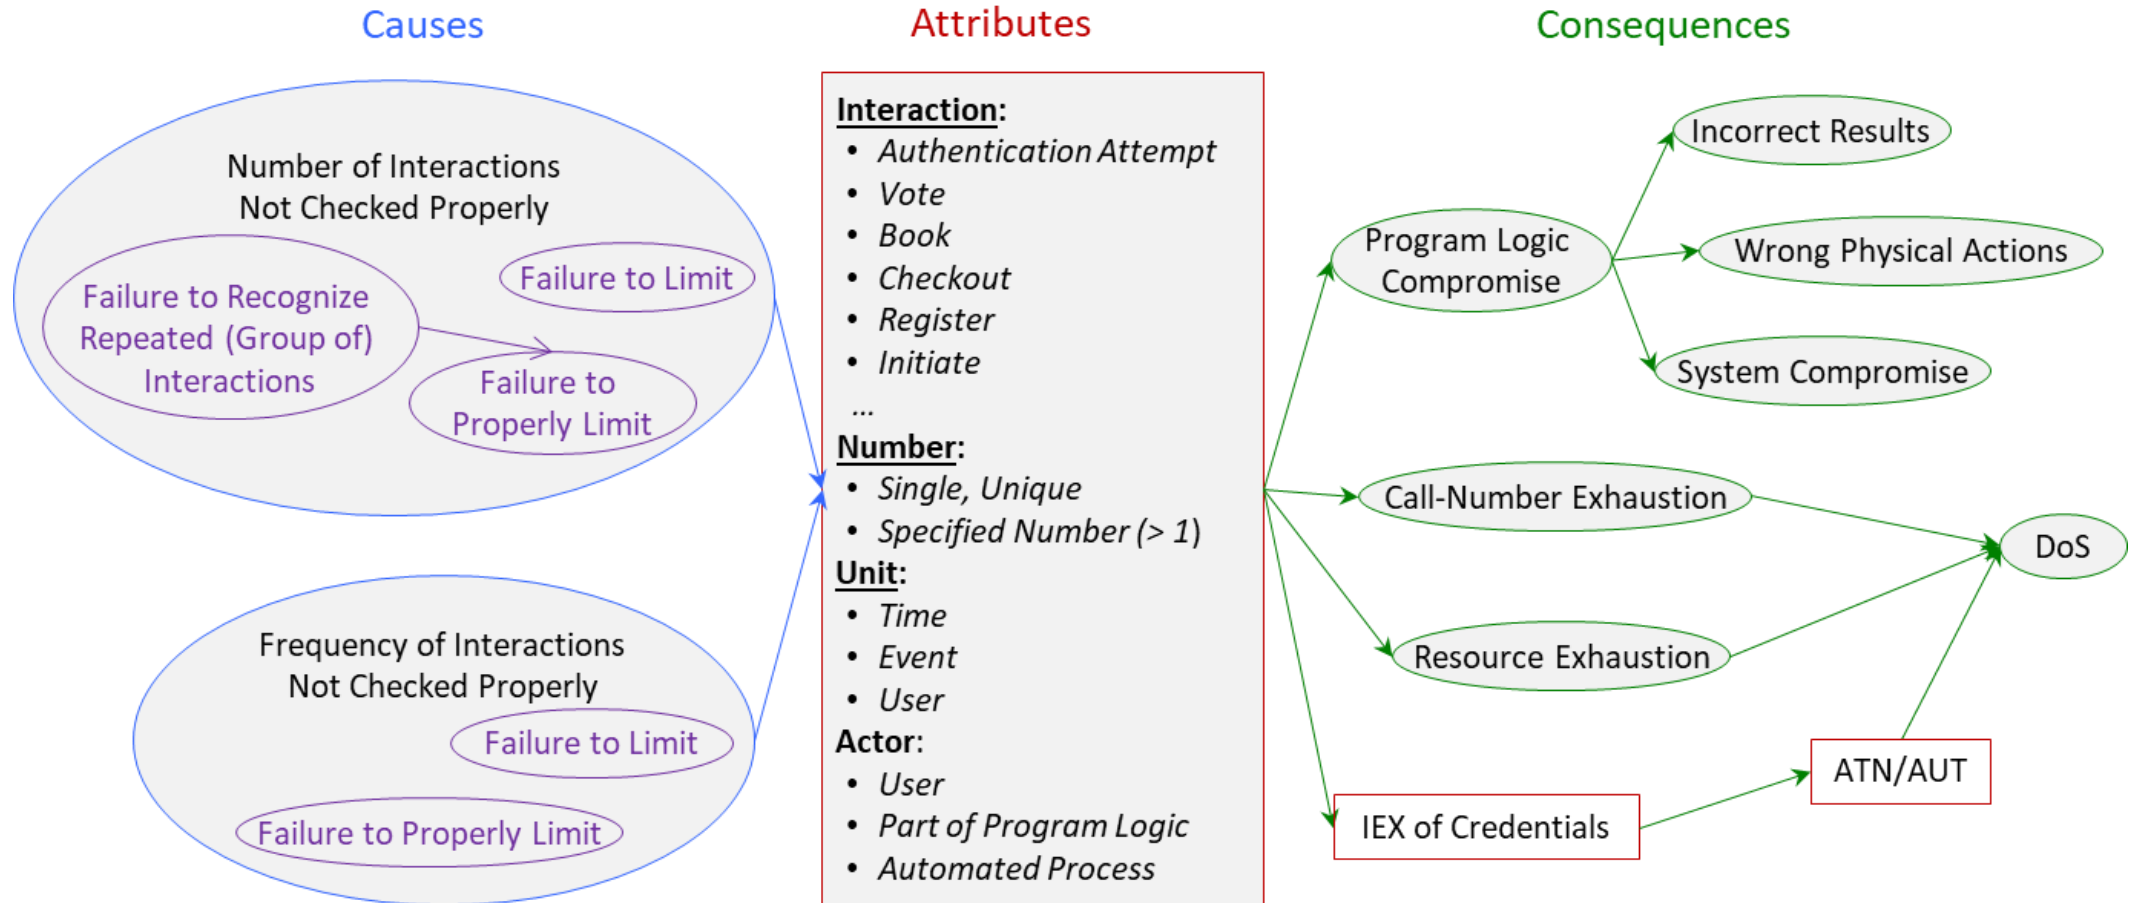 Causes
Number of Interactions
Not Checked Properly
Failure to Limit
Failure to Recognize
Repeated (Group of)
Interactions
Failure to
Properly Limit
Frequency of Interactions
Not Checked Properly
Failure to Limit
Failure to Properly Limit
Attributes
Interaction:
• Authentication Attempt
• Vote
• Book
• Checkout
• Register
• Initiate
...
Number:
• Single, Unique
• Specified Number (> 1)
Unit:
• Time
• Event
• User
Actor:
• User
• Part of Program Logic
• Automated Process
Consequences
Program Logic
Compromise
Incorrect Results
Wrong Physical Actions
System Compromise
Call-Number Exhaustion
Resource Exhaustion
DoS
IEX of Credentials
ATN/AUT